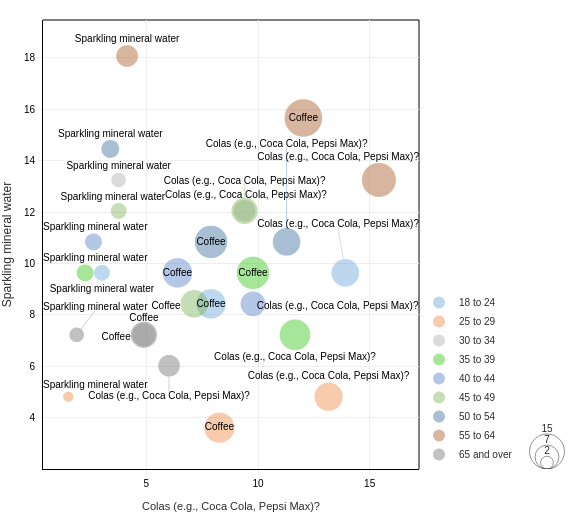 Sparkling mineral water
18
16
Coffee
Sparkling mineral water
Colas (e.g., Coca Cola, Pepsi Max)?
14
Colas (e.g., Coca Cola, Pepsi Max)?
Sparkling mineral water
Colas (e.g., Coca Cola, Pepsi Max)?
Sparkling mineral water
Colas (e.g., Coca Cola, Pepsi Max)?
12
Sparkling mineral water
Colas (e.g., Coca Cola, Pepsi Max)?
Coffee
Sparkling mineral water
Sparkling mineral water
10
Coffee
Coffee
Sparkling mineral water
Sparkling mineral water
Coffee
Coffee
Colas (e.g., Coca Cola, Pepsi Max)?
8
Coffee
Coffee
Colas (e.g., Coca Cola, Pepsi Max)?
6
Colas (e.g., Coca Cola, Pepsi Max)?
Sparkling mineral water
Colas (e.g., Coca Cola, Pepsi Max)?
4
Coffee
5
10
15
Colas (e.g., Coca Cola, Pepsi Max)?
18 to 24
25 to 29
30 to 34
35 to 39
40 to 44
45 to 49
50 to 54
55 to 64
65 and over
15
7
2